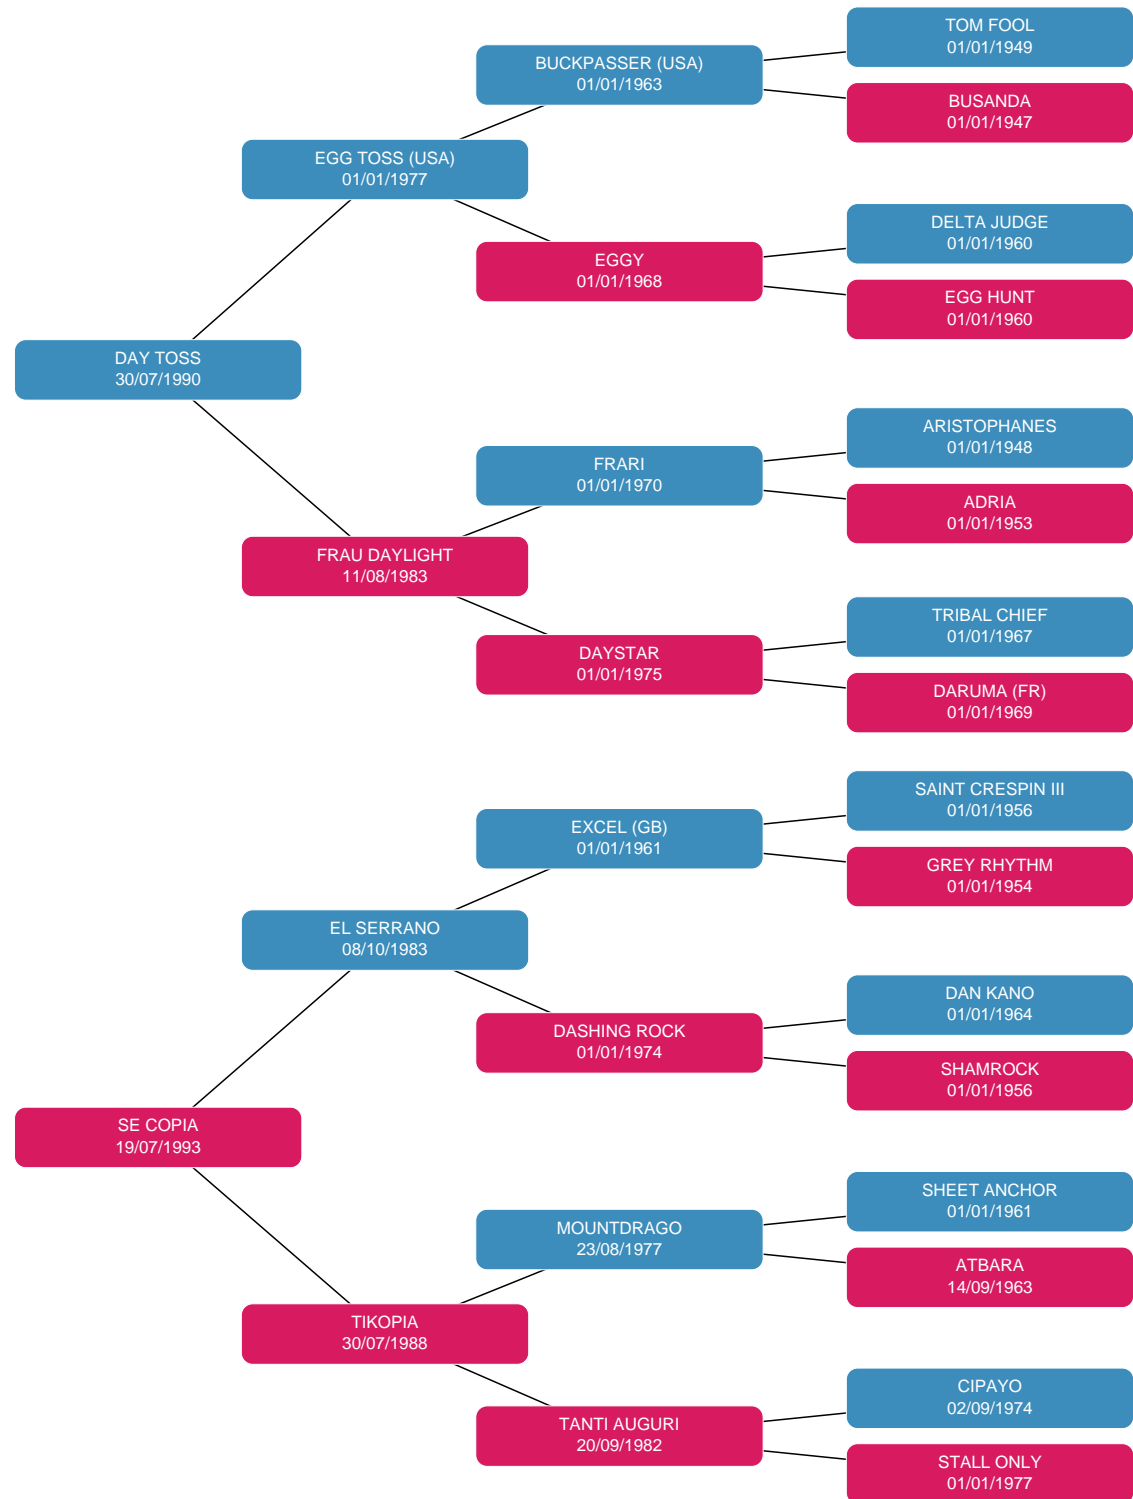 TOM FOOL
01/01/1949
BUCKPASSER (USA)
01/01/1963
BUSANDA
01/01/1947
EGG TOSS (USA)
01/01/1977
DELTA JUDGE
01/01/1960
EGGY
01/01/1968
EGG HUNT
01/01/1960
DAY TOSS
30/07/1990
ARISTOPHANES
01/01/1948
FRARI
01/01/1970
ADRIA
01/01/1953
FRAU DAYLIGHT
11/08/1983
TRIBAL CHIEF
01/01/1967
DAYSTAR
01/01/1975
DARUMA (FR)
01/01/1969
SAINT CRESPIN III
01/01/1956
EXCEL (GB)
01/01/1961
GREY RHYTHM
01/01/1954
EL SERRANO
08/10/1983
DAN KANO
01/01/1964
DASHING ROCK
01/01/1974
SHAMROCK
01/01/1956
SE COPIA
19/07/1993
SHEET ANCHOR
01/01/1961
MOUNTDRAGO
23/08/1977
ATBARA
14/09/1963
TIKOPIA
30/07/1988
CIPAYO
02/09/1974
TANTI AUGURI
20/09/1982
STALL ONLY
01/01/1977